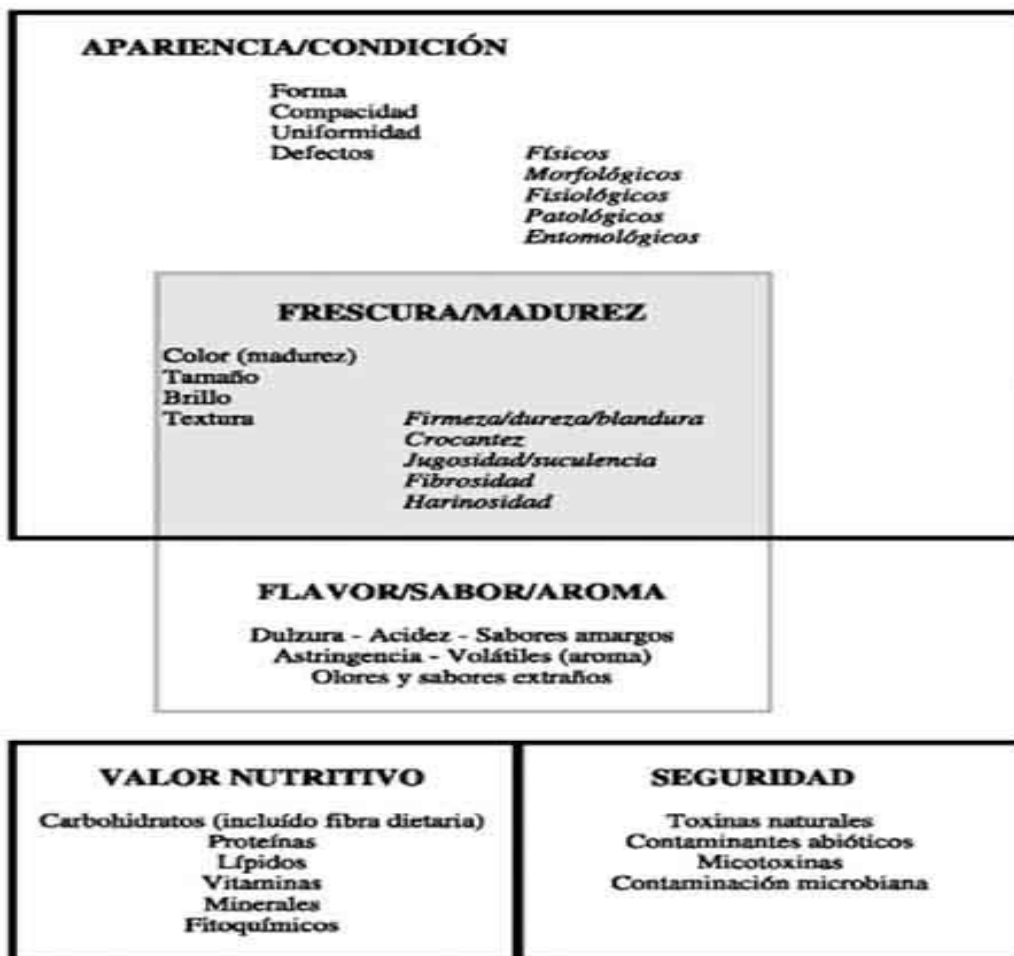 APARIENCIA/CONDICIÓN
Forma
Compacidad
Uniformidad
Defectos Físicos
Morfológicos
Fisiológicos
Patológicos
Entomológicos
FRESCURA/MADUREZ
Color (madurez)
Tamaño
Brillo
Textura Firmeza/dureza/blandura
Crocantez
Jugosidad/suculencia
Fibrosidad
Harinosidad
FLAVOR/SABOR/AROMA
Dulzura - Acidez - Sabores amargos
Astringencia - Volátiles (aroma)
Olores y sabores extraños
VALOR NUTRITIVO
Carbohidratos (incluído fibra dietaria)
Proteínas
Lípidos
Vitaminas
Minerales
Fitoquímicos
SEGURIDAD
Toxinas naturales
Contaminantes abióticos
Micotoxinas
Contaminación microbiana